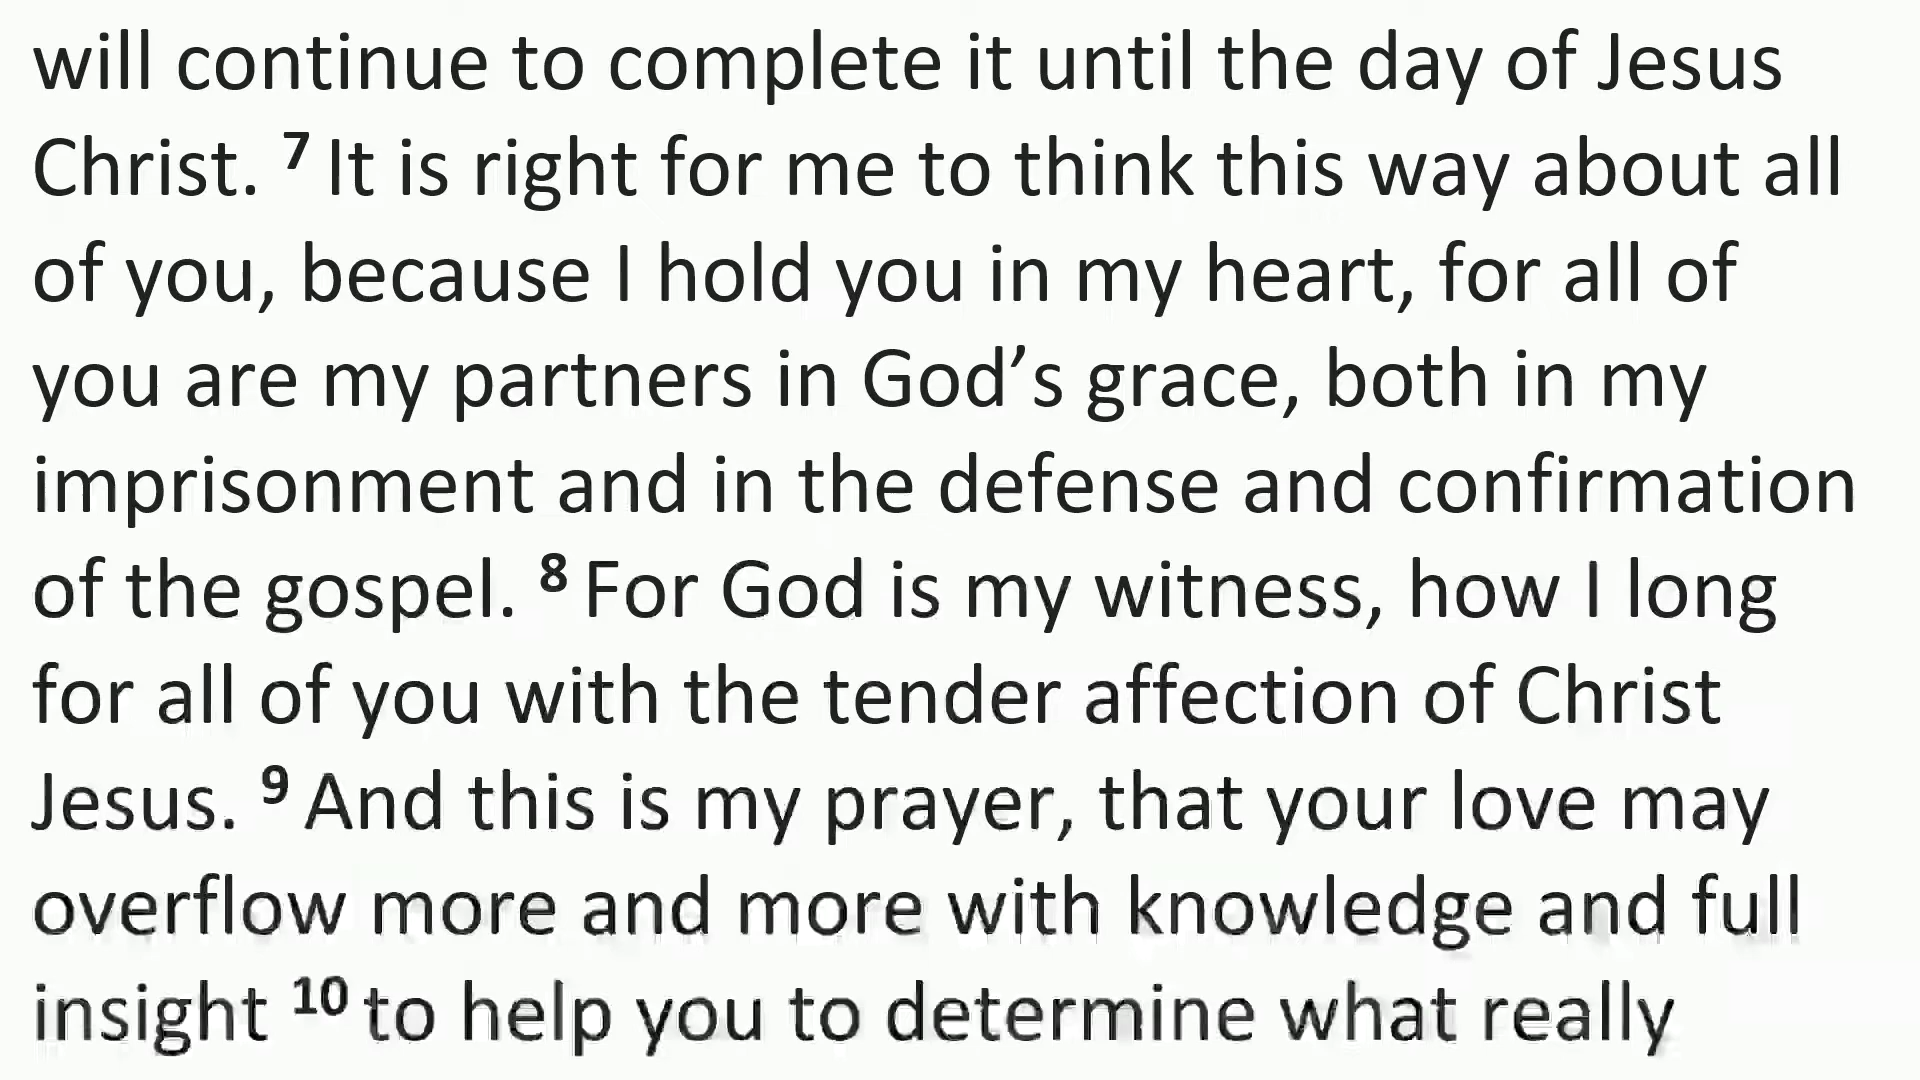 will continue to complete it until the day of Jesus
Christ. ⁷ It is right for me to think this way about all
of you, because I hold you in my heart, for all of
you are my partners in God’s grace, both in my
imprisonment and in the defense and confirmation
of the gospel. ⁸ For God is my witness, how I long
for all of you with the tender affection of Christ
Jesus. ⁹ And this is my prayer, that your love may
overflow more and more with knowledge and full
insight ¹⁰ to help you to determine what really